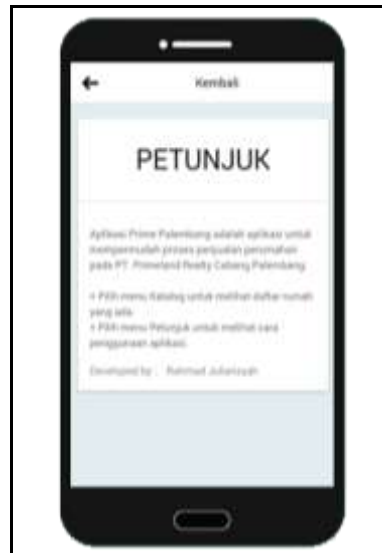 Kembali
PETUNJUK
Aplikasi Prime Palembang adalah aplikasi untuk
mempermudah proses penjualan perumahan
pada PT. Primeland Realty Cabang Palembang
+ Pilih menu Katalog untuk melihat daftar rumah
yang ada.
+ Pilih menu Petunjuk untuk melihat cara
penggunaan aplikasi.
Developed by : Rahmad